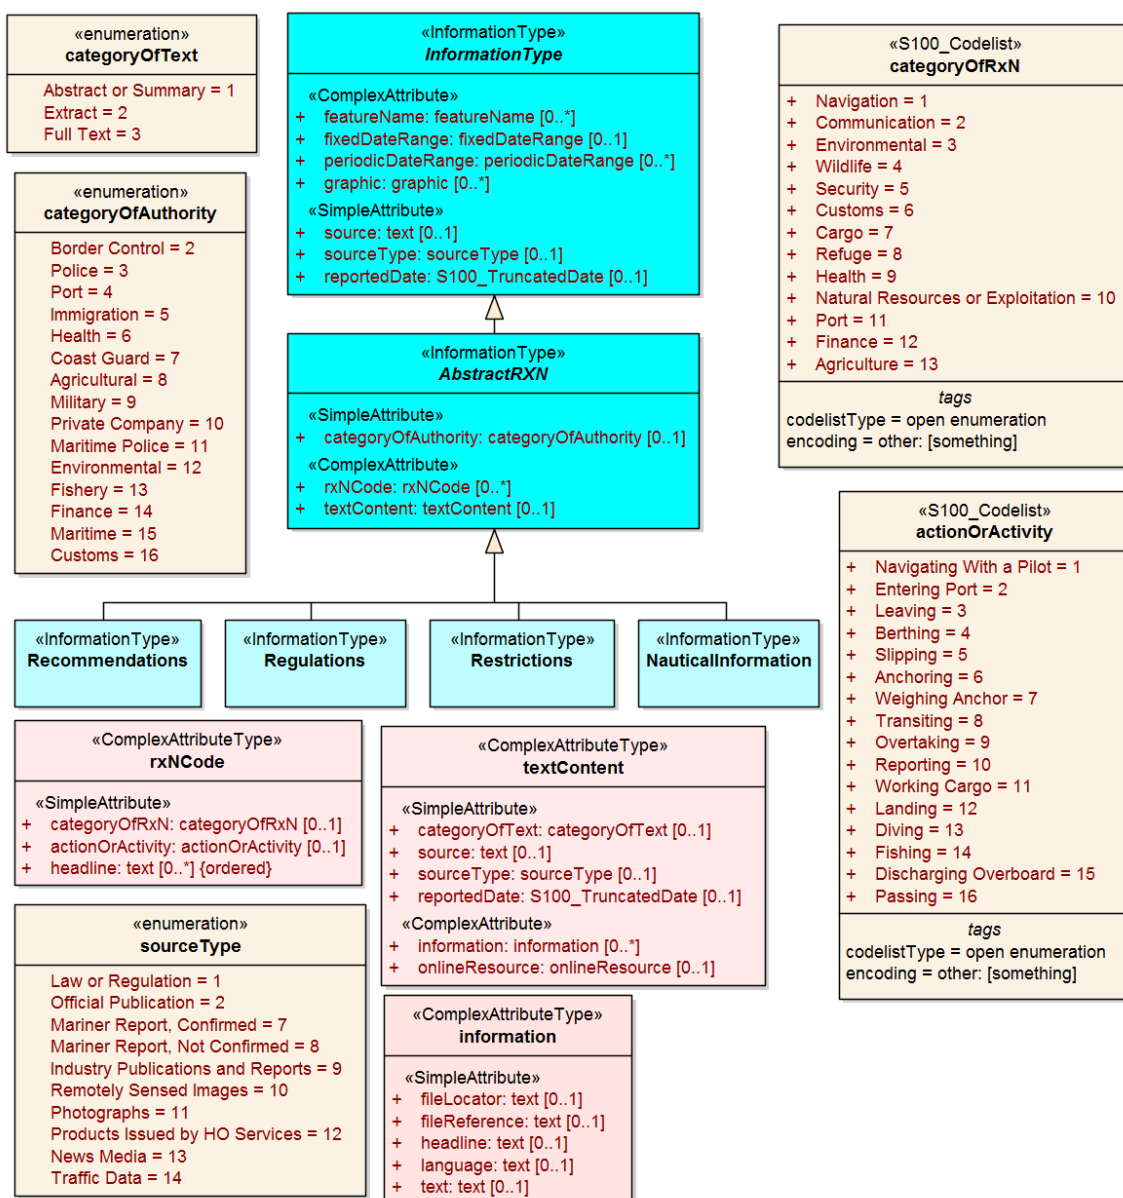 «enumeration»
categoryOfText
Abstract or Summary = 1
Extract = 2
Full Text = 3
«enumeration»
categoryOfAuthority
Border Control = 2
Police = 3
Port = 4
Immigration = 5
Health = 6
Coast Guard = 7
Agricultural = 8
Military = 9
Private Company = 10
Maritime Police = 11
Environmental = 12
Fishery = 13
Finance = 14
Maritime = 15
Customs = 16
«InformationType»
InformationType
«ComplexAttribute»
+ featureName: featureName [0..*]
+ fixedDateRange: fixedDateRange [0..1]
+ periodicDateRange: periodicDateRange [0..*]
+ graphic: graphic [0..*]
«SimpleAttribute»
+ source: text [0..1]
+ sourceType: sourceType [0..1]
+ reportedDate: S100_TruncatedDate [0..1]
«InformationType»
AbstractRXN
«SimpleAttribute»
+ categoryOfAuthority: categoryOfAuthority [0..1]
«ComplexAttribute»
+ rxNCode: rxNCode [0..*]
+ textContent: textContent [0..1]
«S100_Codelist»
categoryOfRxN
+ Navigation = 1
+ Communication = 2
+ Environmental = 3
+ Wildlife = 4
+ Security = 5
+ Customs = 6
+ Cargo = 7
+ Refuge = 8
+ Health = 9
+ Natural Resources or Exploitation = 10
+ Port = 11
+ Finance = 12
+ Agriculture = 13
tags
codelistType = open enumeration
encoding = other: [something]
«S100_Codelist»
actionOrActivity
+ Navigating With a Pilot = 1
+ Entering Port = 2
+ Leaving = 3
+ Berthing = 4
+ Slipping = 5
+ Anchoring = 6
+ Weighing Anchor = 7
+ Transiting = 8
+ Overtaking = 9
+ Reporting = 10
+ Working Cargo = 11
+ Landing = 12
+ Diving = 13
+ Fishing = 14
+ Discharging Overboard = 15
+ Passing = 16
tags
codelistType = open enumeration
encoding = other: [something]
«InformationType»
Recommendations
«InformationType»
Regulations
«InformationType»
Restrictions
«InformationType»
NauticalInformation
«ComplexAttributeType»
rxNCode
«SimpleAttribute»
+ categoryOfRxN: categoryOfRxN [0..1]
+ actionOrActivity: actionOrActivity [0..1]
+ headline: text [0..*] {ordered}
«ComplexAttributeType»
textContent
«SimpleAttribute»
+ categoryOfText: categoryOfText [0..1]
+ source: text [0..1]
+ sourceType: sourceType [0..1]
+ reportedDate: S100_TruncatedDate [0..1]
«ComplexAttribute»
+ information: information [0..*]
+ onlineResource: onlineResource [0..1]
«enumeration»
sourceType
Law or Regulation = 1
Official Publication = 2
Mariner Report, Confirmed = 7
Mariner Report, Not Confirmed = 8
Industry Publications and Reports = 9
Remotely Sensed Images = 10
Photographs = 11
Products Issued by HO Services = 12
News Media = 13
Traffic Data = 14
«ComplexAttributeType»
information
«SimpleAttribute»
+ fileLocator: text [0..1]
+ fileReference: text [0..1]
+ headline: text [0..1]
+ language: text [0..1]
+ text: text [0..1]